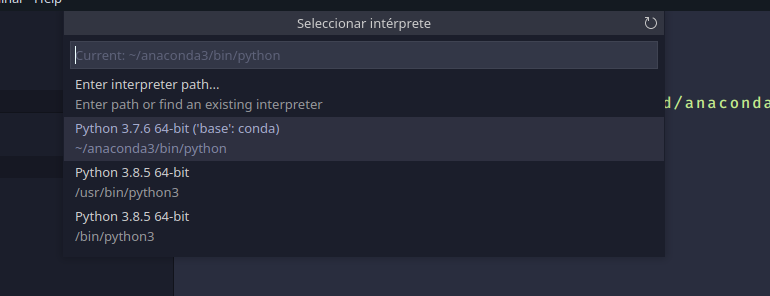 Help
Seleccionar intérprete
Current: ~/anaconda3/bin/python
Enter interpreter path...
Enter path or find an existing interpreter
d/anaconda
Python 3.7.6 64-bit ('base': conda)
~/anaconda3/bin/python
Python 3.8.5 64-bit
/usr/bin/python3
Python 3.8.5 64-bit
/bin/python3